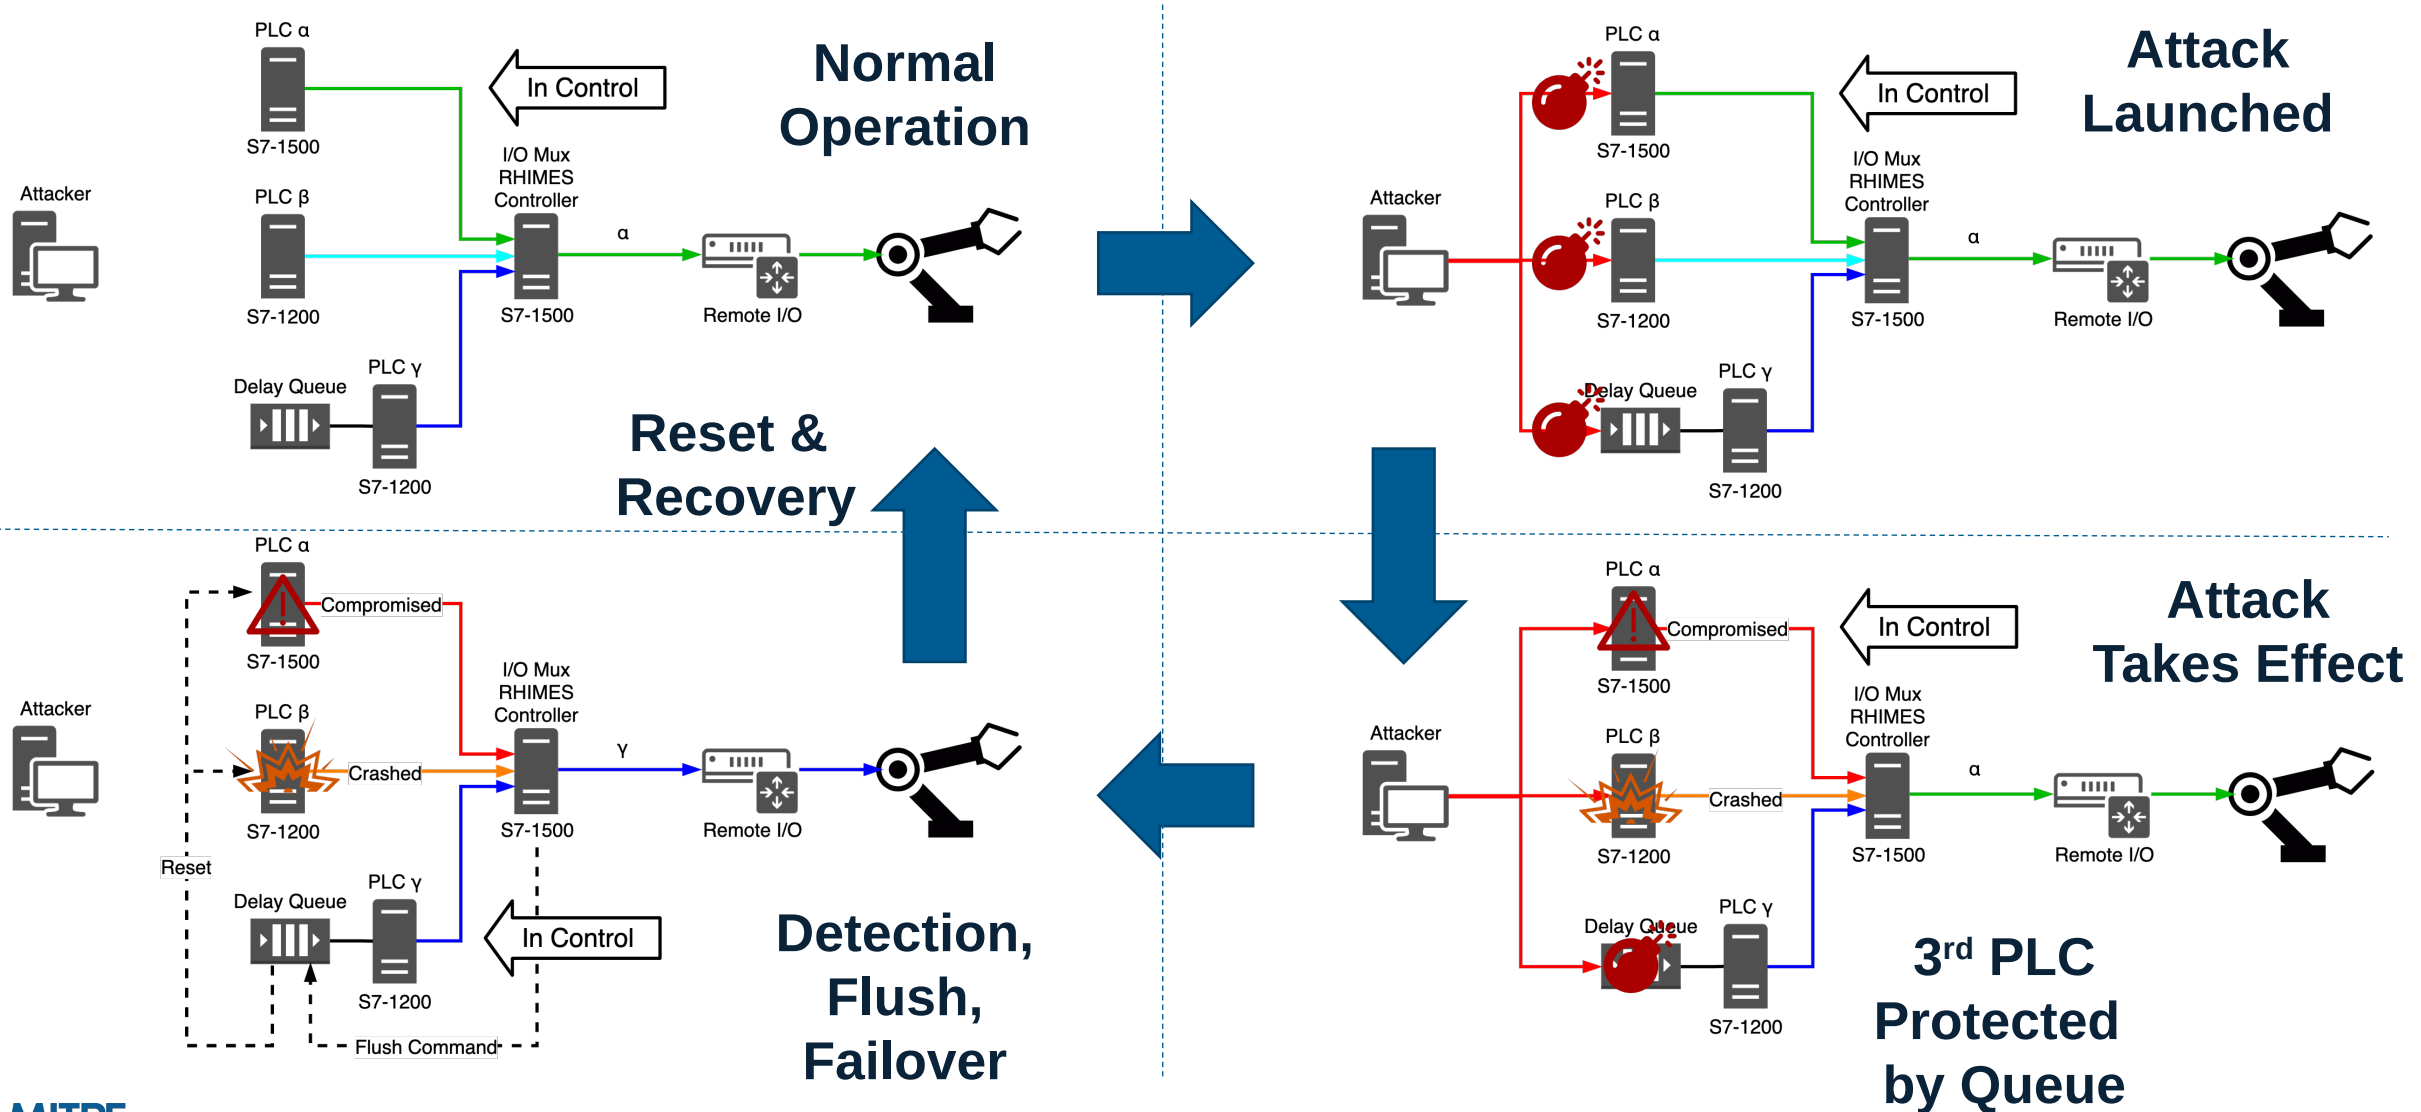 PLC α
In Control
Normal
Operation
S7-1500
I/O Mux
RHIMES
Controller
Attacker
PLC β
α
S7-1200
S7-1500
Remote I/O
PLC γ
Delay Queue
S7-1200
Reset &
Recovery
PLC α
In Control
Attack
Launched
S7-1500
I/O Mux
RHIMES
Controller
Attacker
PLC β
α
S7-1200
S7-1500
Remote I/O
PLC γ
Delay Queue
S7-1200
PLC α
Compromised
S7-1500
I/O Mux
RHIMES
Controller
Attacker
PLC β
γ
Crashed
S7-1200
S7-1500
Remote I/O
Reset
PLC γ
Delay Queue
In Control
S7-1200
Flush Command
Detection,
Flush,
Failover
PLC α
In Control
Attack
Takes Effect
Compromised
S7-1500
I/O Mux
RHIMES
Controller
Attacker
PLC β
α
Crashed
S7-1200
S7-1500
Remote I/O
PLC γ
Delay Queue
S7-1200
3rd PLC
Protected
by Queue
MITRE